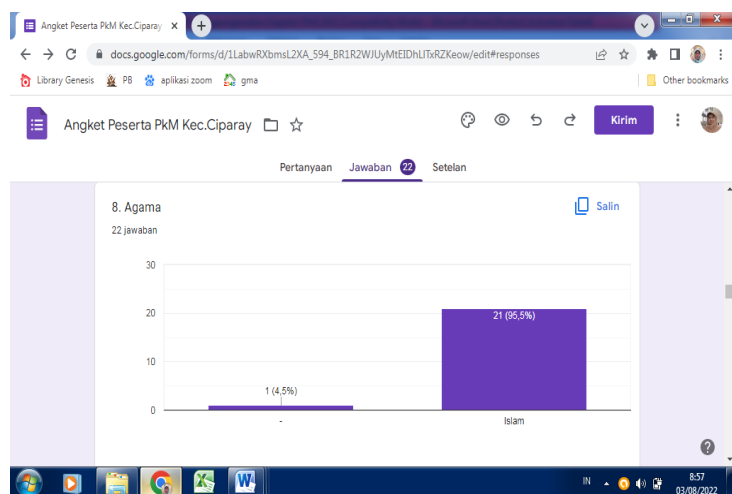 Angket Peserta PkM Kec.Ciparay
docs.google.com/forms/d/1LabwRXbmsL2XA_594_BR1R2WJUyMtEIDhLlTxRZKeow/edit#responses
Library Genesis PB aplikasi zoom gma Other bookmarks
Angket Peserta PkM Kec.Ciparay Kirim
Pertanyaan Jawaban 22 Setelan
8. Agama Salin
22 jawaban
30
20
10
0
1 (4,5%)
21 (95,5%)
-
Islam
IN 8:57
03/08/2022